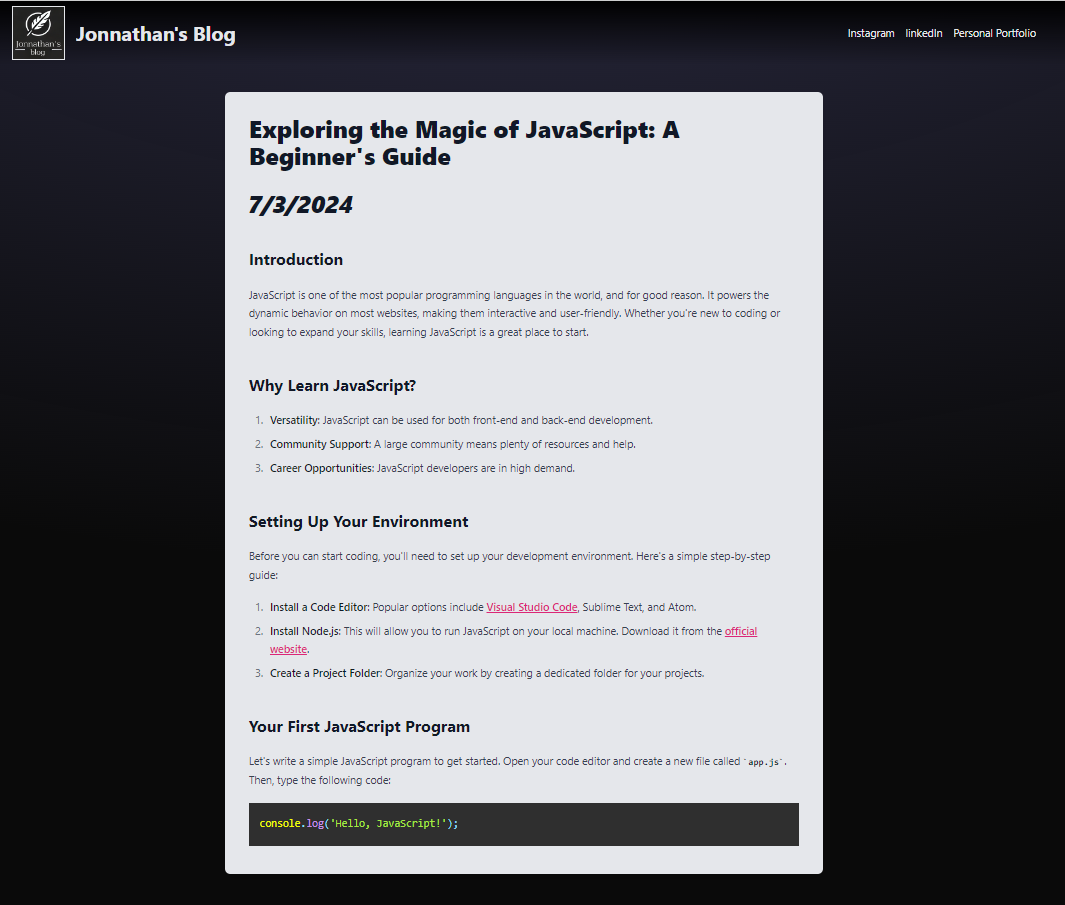 Jonnathan's
blog
Jonnathan's Blog
Instagram linkedIn Personal Portfolio
Exploring the Magic of JavaScript: A
Beginner's Guide
7/3/2024
Introduction
JavaScript is one of the most popular programming languages in the world, and for good reason. It powers the
dynamic behavior on most websites, making them interactive and user-friendly. Whether you're new to coding or
looking to expand your skills, learning JavaScript is a great place to start.
Why Learn JavaScript?
1. Versatility: JavaScript can be used for both front-end and back-end development.
2. Community Support: A large community means plenty of resources and help.
3. Career Opportunities: JavaScript developers are in high demand.
Setting Up Your Environment
Before you can start coding, you'll need to set up your development environment. Here's a simple step-by-step
guide:
1. Install a Code Editor: Popular options include Visual Studio Code, Sublime Text, and Atom.
2. Install Node.js: This will allow you to run JavaScript on your local machine. Download it from the official
website.
3. Create a Project Folder: Organize your work by creating a dedicated folder for your projects.
Your First JavaScript Program
Let's write a simple JavaScript program to get started. Open your code editor and create a new file called `app.js`.
Then, type the following code:
console.log('Hello, JavaScript!');